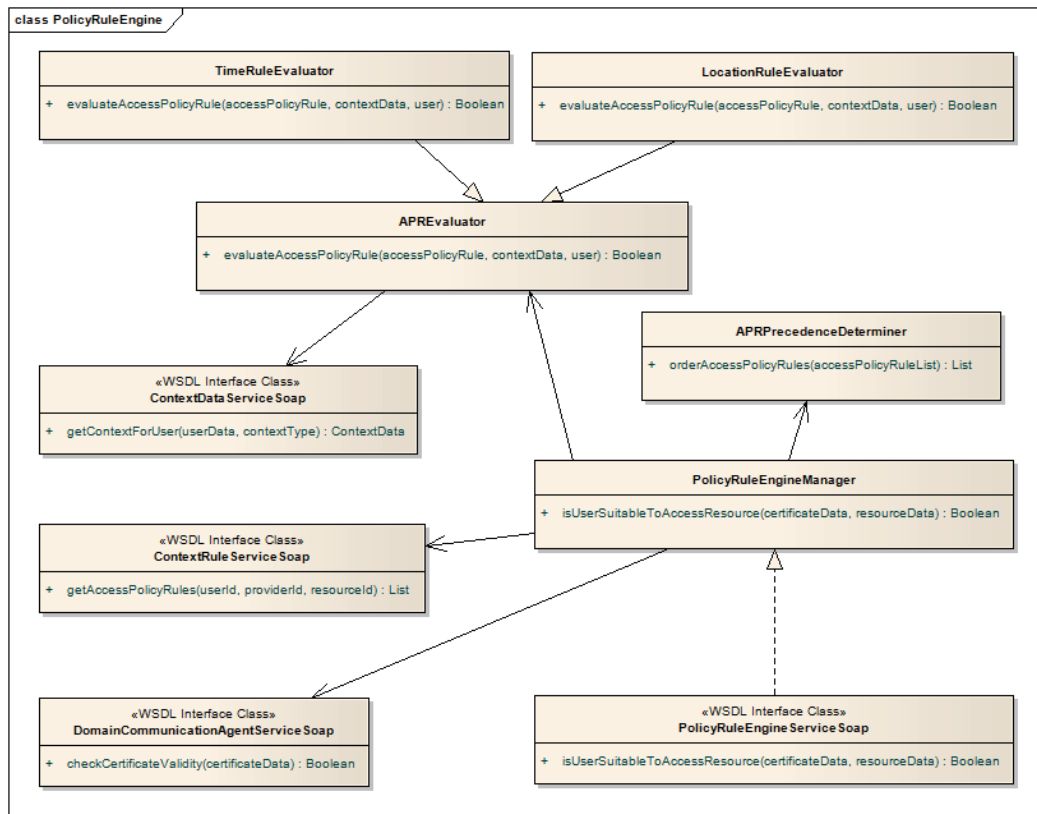 class PolicyRuleEngine
TimeRuleEvaluator
+ evaluateAccessPolicyRule(accessPolicyRule, contextData, user) : Boolean
LocationRuleEvaluator
+ evaluateAccessPolicyRule(accessPolicyRule, contextData, user) : Boolean
APREvaluator
+ evaluateAccessPolicyRule(accessPolicyRule, contextData, user) : Boolean
APRPrecedenceDeterminer
+ orderAccessPolicyRules(accessPolicyRuleList) : List
«WSDL Interface Class»
ContextDataServiceSoap
+ getContextForUser(userData, contextType) : ContextData
PolicyRuleEngineManager
+ isUserSuitableToAccessResource(certificateData, resourceData) : Boolean
«WSDL Interface Class»
ContextRuleServiceSoap
+ getAccessPolicyRules(userId, providerId, resourceId) : List
«WSDL Interface Class»
DomainCommunicationAgentServiceSoap
+ checkCertificateValidity(certificateData) : Boolean
«WSDL Interface Class»
PolicyRuleEngineServiceSoap
+ isUserSuitableToAccessResource(certificateData, resourceData) : Boolean